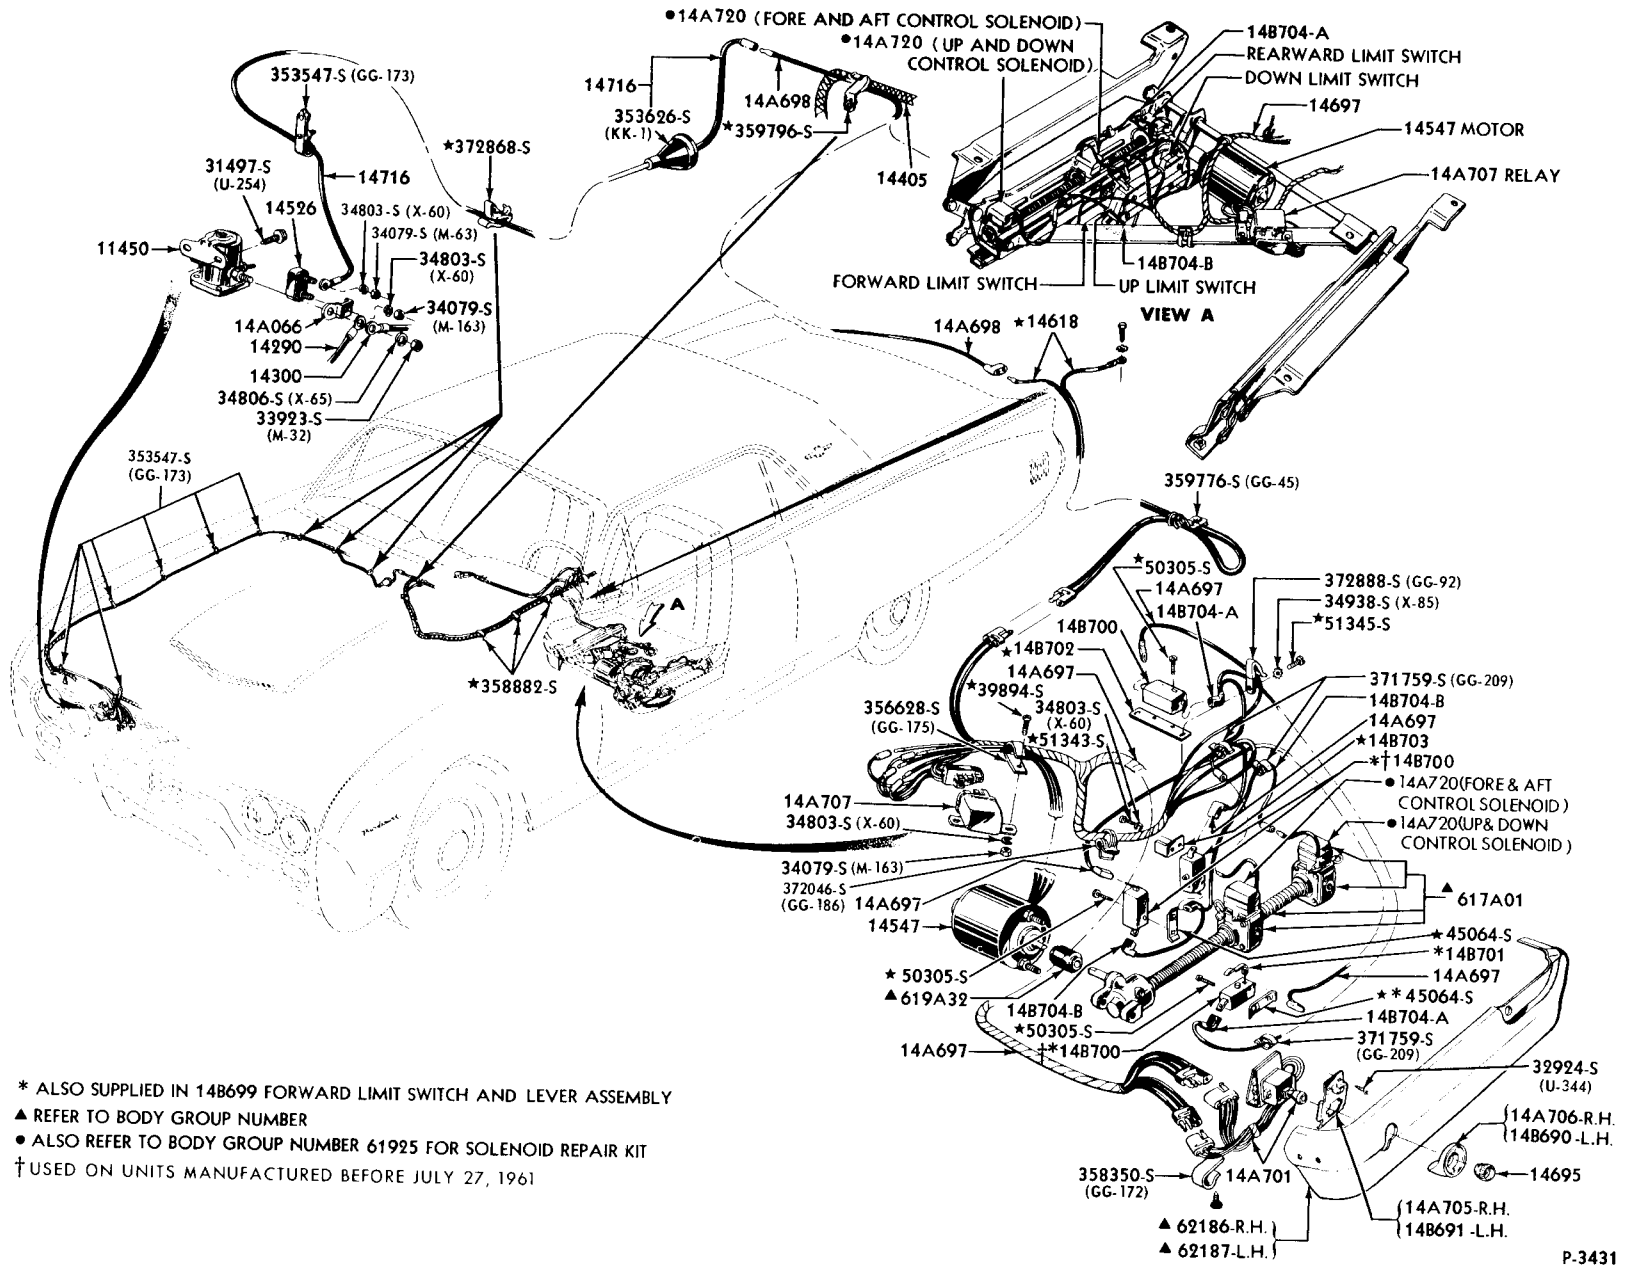 ●14A720 (FORE AND AFT CONTROL SOLENOID)
●14A720 (UP AND DOWN
CONTROL SOLENOID)
14B704-A
REARWARD LIMIT SWITCH
DOWN LIMIT SWITCH
14697
14547 MOTOR
14A707 RELAY
14B704-B
FORWARD LIMIT SWITCH
UP LIMIT SWITCH
VIEW A
353547-S (GG-173)
14716
353626-S
(KK-1)
14A698
★359796-S
14405
★372868-S
31497-S
(U-254)
14716
14526
34803-S (X-60)
34079-S (M-63)
11450
34803-S
(X-60)
34079-S
(M-163)
14A066
14290
14300
34806-S (X-65)
33923-S
(M-32)
14A698
★14618
353547-S
(GG-173)
359776-S (GG-45)
A
★358882-S
★50305-S
14A697
14B704-A
372888-S (GG-92)
34938-S (X-85)
★51345-S
14B700
★14B702
14A697
★39894-S
34803-S
(X-60)
★51343-S
356628-S
(GG-175)
371759-S (GG-209)
14B704-B
14A697
★14B703
*†14B700
●14A720(FORE & AFT
CONTROL SOLENOID)
●14A720(UP& DOWN
CONTROL SOLENOID)
14A707
34803-S (X-60)
34079-S (M-163)
372046-S
(GG-186)
14A697
14547
▲
617A01
★50305-S
▲619A32
14B704-B
★50305-S
†*14B700
14A697
★45064-S
*14B701
14A697
★*45064-S
14B704-A
371759-S
(GG-209)
32924-S
(U-344)
14A706-R.H.
14B690-L.H.
14695
358350-S
(GG-172)
14A701
14A705-R.H.
14B691-L.H.
▲62186-R.H.
▲62187-L.H.
* ALSO SUPPLIED IN 14B699 FORWARD LIMIT SWITCH AND LEVER ASSEMBLY
▲ REFER TO BODY GROUP NUMBER
● ALSO REFER TO BODY GROUP NUMBER 61925 FOR SOLENOID REPAIR KIT
†USED ON UNITS MANUFACTURED BEFORE JULY 27, 1961
P-3431